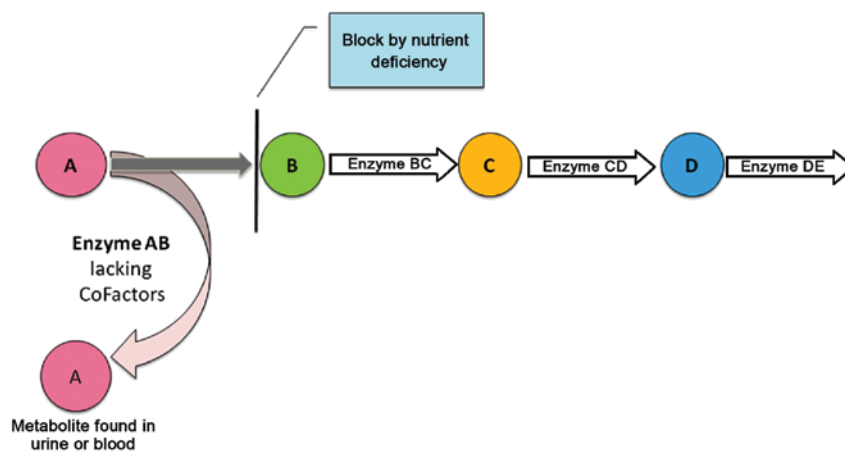 Block by nutrient
deficiency
A
B
Enzyme BC
C
Enzyme CD
D
Enzyme DE
Enzyme AB
lacking
CoFactors
A
Metabolite found in
urine or blood